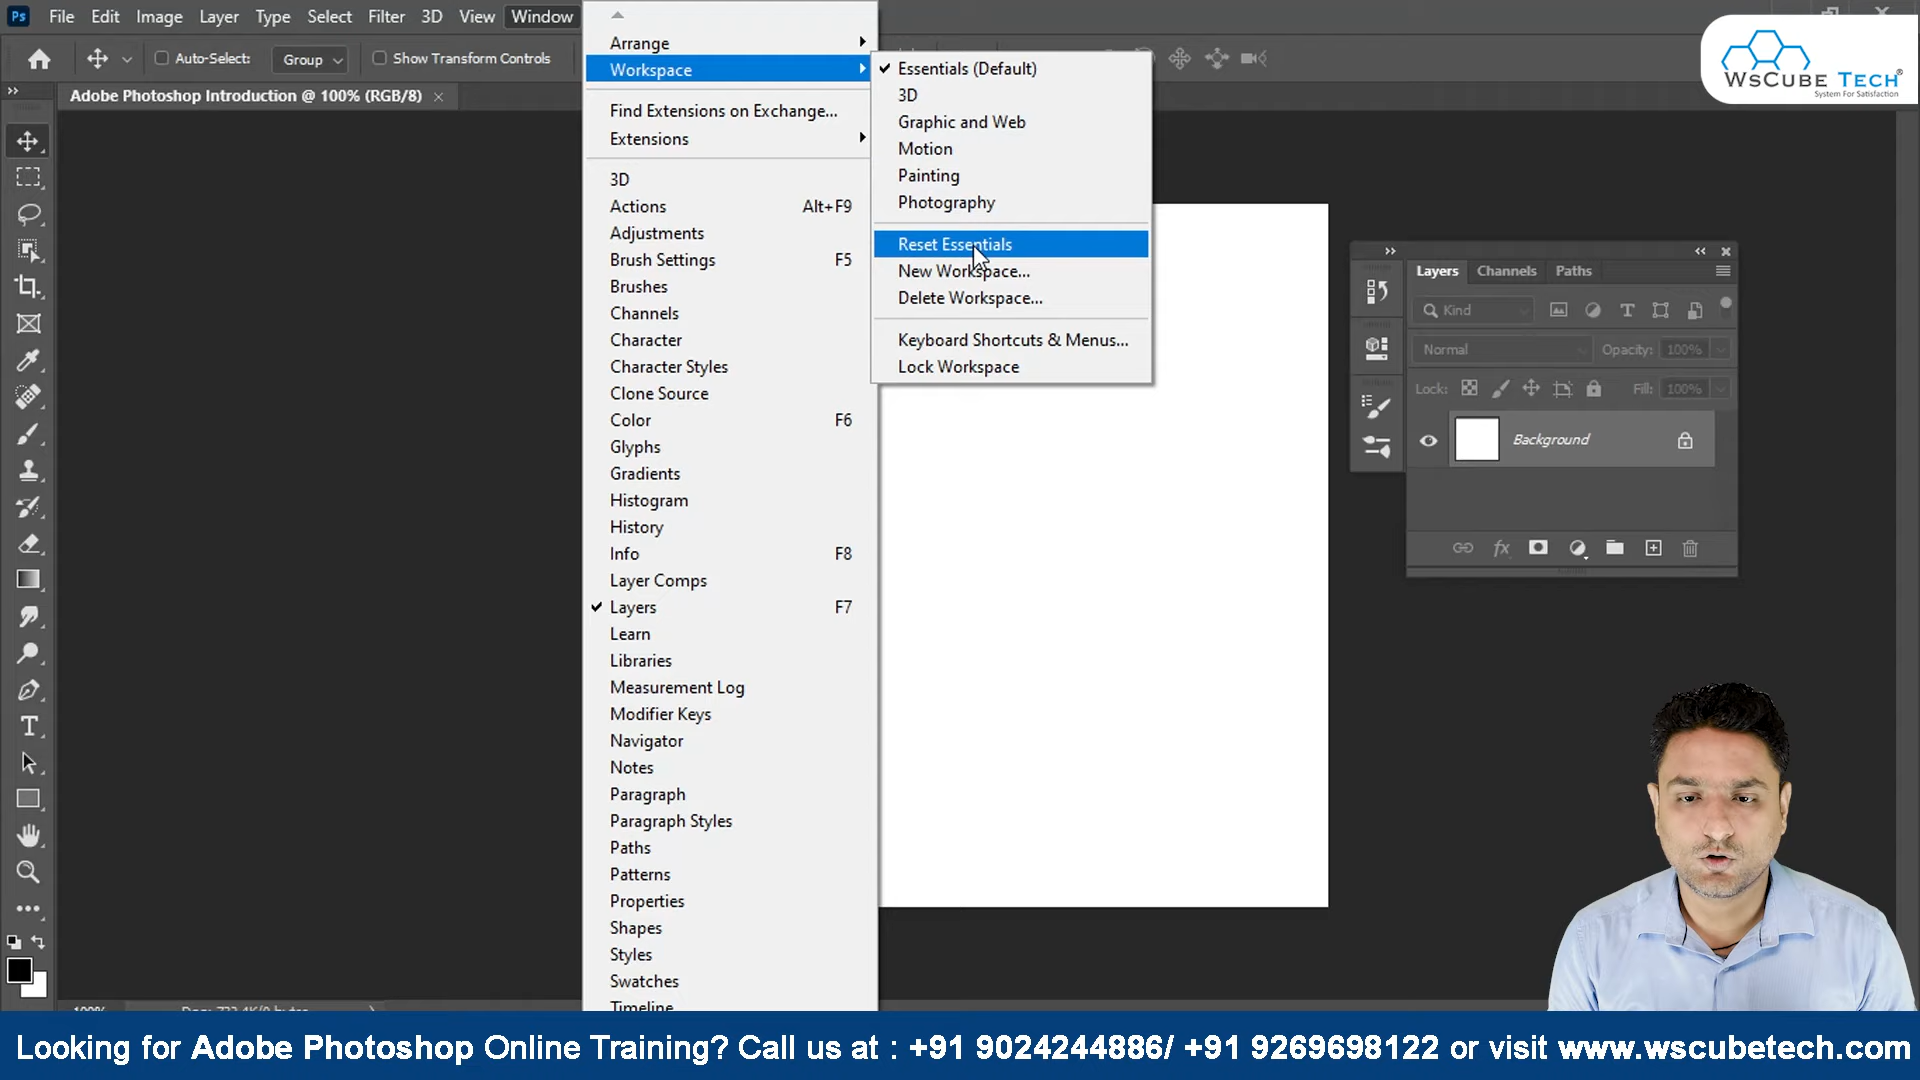 Ps File Edit Image Layer Type Select Filter 3D View Window
Auto-Select: Group Show Transform Controls
Adobe Photoshop Introduction @ 100% (RGB/8)
Arrange
Workspace
Find Extensions on Exchange...
Extensions
3D
Actions Alt+F9
Adjustments
Brush Settings F5
Brushes
Channels
Character
Character Styles
Clone Source
Color F6
Glyphs
Gradients
Histogram
History
Info F8
Layer Comps
Layers F7
Learn
Libraries
Measurement Log
Modifier Keys
Navigator
Notes
Paragraph
Paragraph Styles
Paths
Patterns
Properties
Shapes
Styles
Swatches
Timeline
Essentials (Default)
3D
Graphic and Web
Motion
Painting
Photography
Reset Essentials
New Workspace...
Delete Workspace...
Keyboard Shortcuts & Menus...
Lock Workspace
WsCube Tech®
System For Satisfaction
Layers Channels Paths
Kind
Normal Opacity: 100%
Lock: Fill: 100%
Background
Looking for Adobe Photoshop Online Training? Call us at : +91 9024244886/ +91 9269698122 or visit www.wscubetech.com